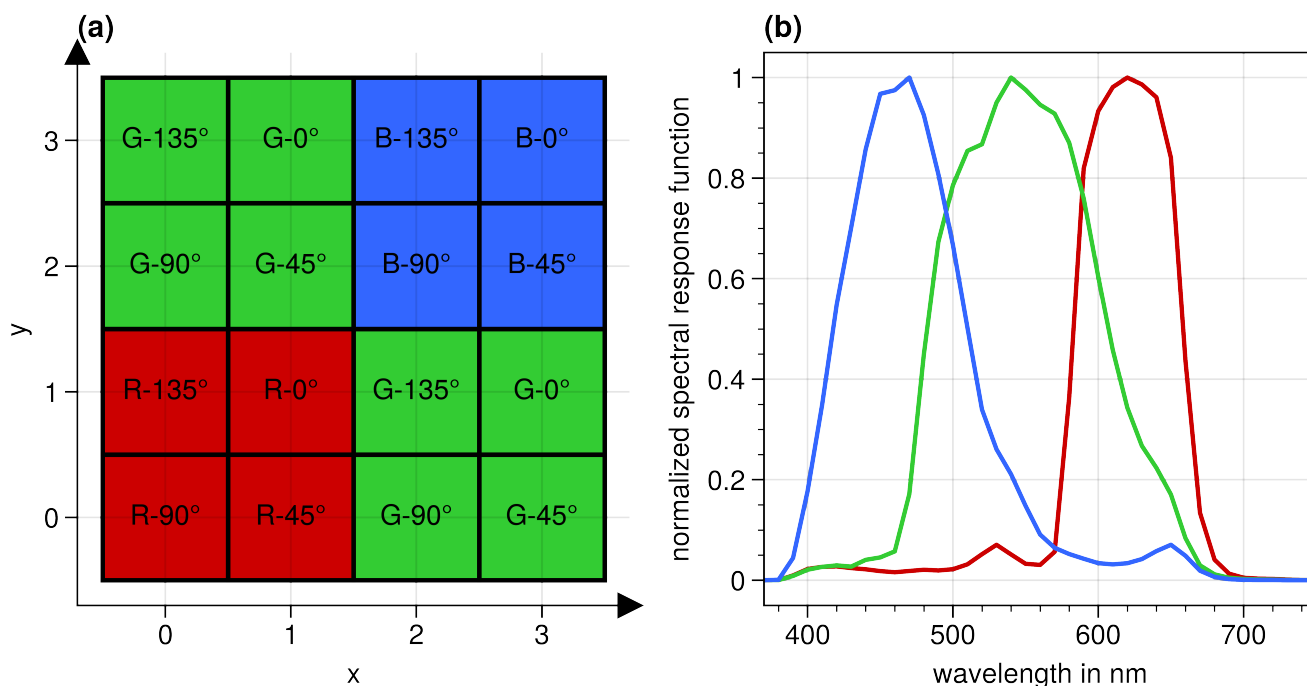 (a)
y
3
2
1
0
G-135° G-0° B-135° B-0°
G-90° G-45° B-90° B-45°
R-135° R-0° G-135° G-0°
R-90° R-45° G-90° G-45°
0 1 2 3
x
(b)
normalized spectral response function
1
0.8
0.6
0.4
0.2
0
400 500 600 700
wavelength in nm